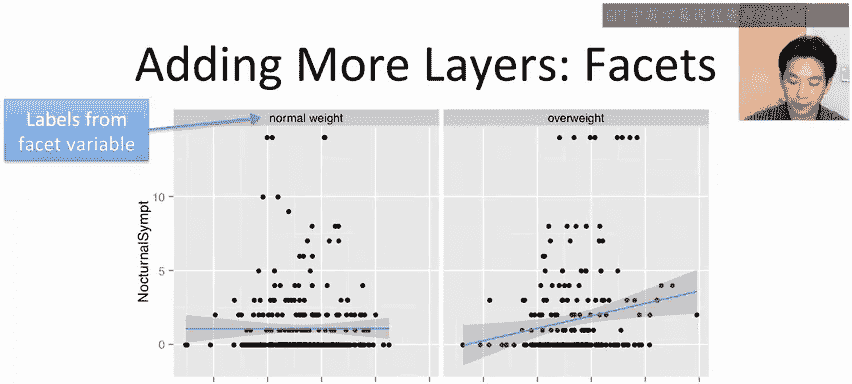 Adding More Layers: Facets
Labels from
facet variable
normal weight
overweight
NocturnalSympt
10
5
0